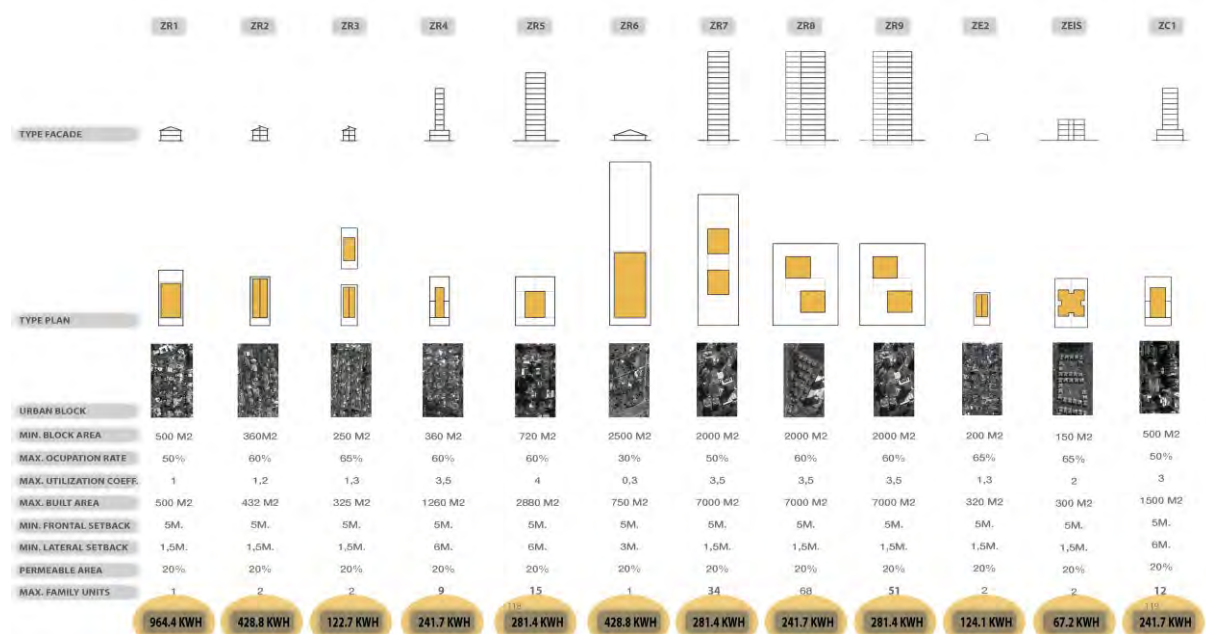 ZR1 ZR2 ZR3 ZR4 ZR5 ZR6 ZR7 ZR8 ZR9 ZE2 ZEIS ZC1
TYPE FACADE
TYPE PLAN
URBAN BLOCK
MIN. BLOCK AREA 500 M2 360M2 250 M2 360 M2 720 M2 2500 M2 2000 M2 2000 M2 2000 M2 200 M2 150 M2 500 M2
MAX. OCUPATION RATE 50% 60% 65% 60% 60% 30% 50% 60% 60% 65% 65% 50%
MAX. UTILIZATION COEFF. 1 1,2 1,3 3,5 4 0,3 3,5 3,5 3,5 1,3 2 3
MAX. BUILT AREA 500 M2 432 M2 325 M2 1260 M2 2880 M2 750 M2 7000 M2 7000 M2 7000 M2 320 M2 300 M2 1500 M2
MIN. FRONTAL SETBACK 5M. 5M. 5M. 5M. 5M. 5M. 5M. 5M. 5M. 5M. 5M. 5M.
MIN. LATERAL SETBACK 1,5M. 1,5M. 1,5M. 6M. 6M. 3M. 1,5M. 1,5M. 1,5M. 1,5M. 1,5M. 6M.
PERMEABLE AREA 20% 20% 20% 20% 20% 20% 20% 20% 20% 20% 20% 20%
MAX. FAMILY UNITS 1 2 2 9 15 1 34 68 51 2 2 12
118 119
964.4 KWH 428.8 KWH 122.7 KWH 241.7 KWH 281.4 KWH 428.8 KWH 281.4 KWH 241.7 KWH 281.4 KWH 124.1 KWH 67.2 KWH 241.7 KWH